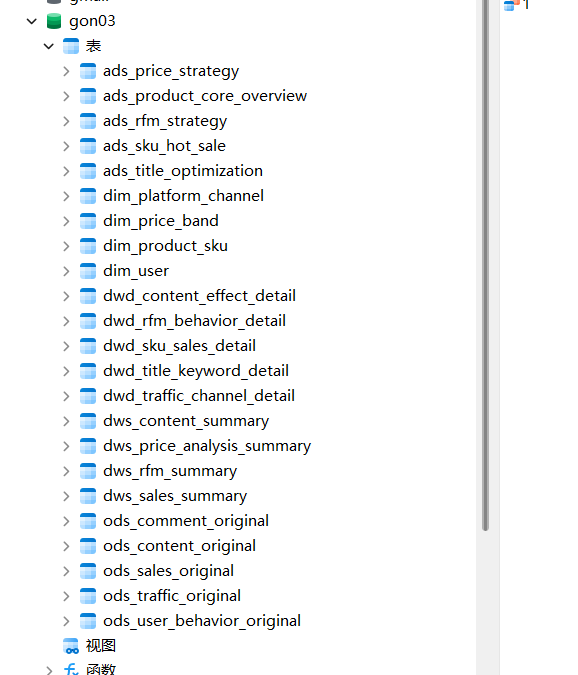 gon03
表
ads_price_strategy
ads_product_core_overview
ads_rfm_strategy
ads_sku_hot_sale
ads_title_optimization
dim_platform_channel
dim_price_band
dim_product_sku
dim_user
dwd_content_effect_detail
dwd_rfm_behavior_detail
dwd_sku_sales_detail
dwd_title_keyword_detail
dwd_traffic_channel_detail
dws_content_summary
dws_price_analysis_summary
dws_rfm_summary
dws_sales_summary
ods_comment_original
ods_content_original
ods_sales_original
ods_traffic_original
ods_user_behavior_original
视图
函数